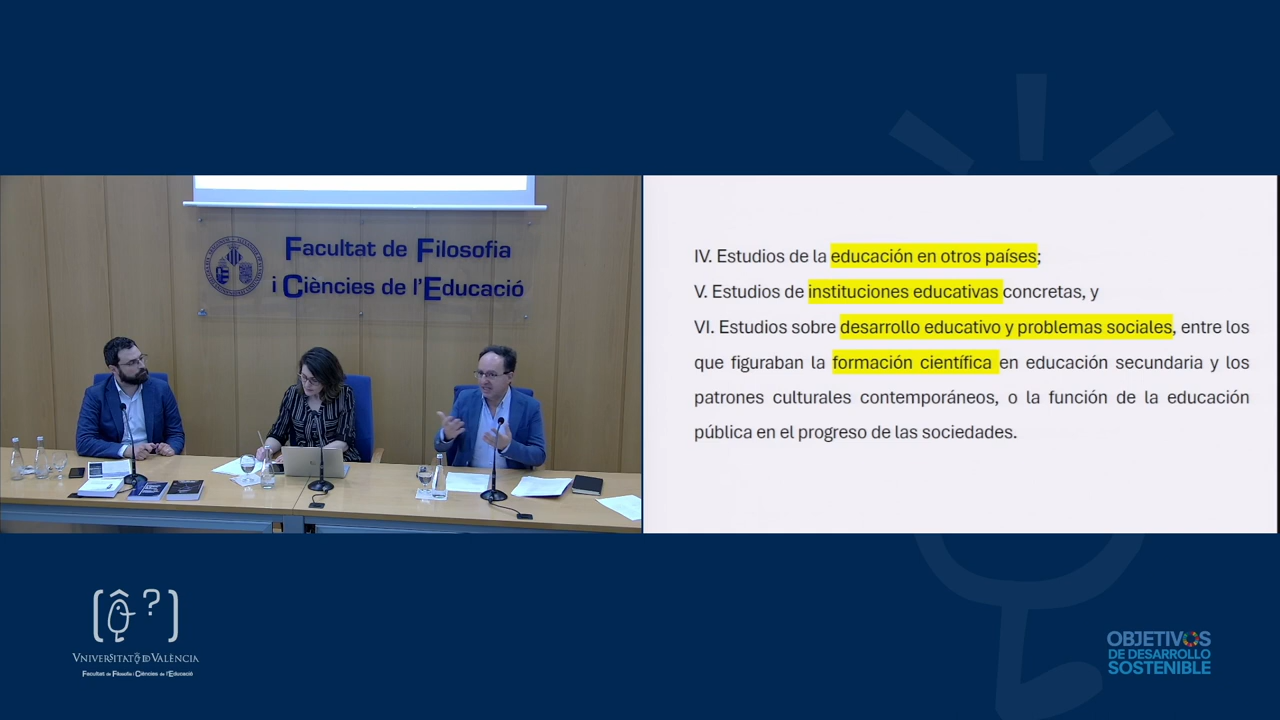 Facultat de Filosofia
i Ciències de l'Educació
IV. Estudios de la educación en otros países;
V. Estudios de instituciones educativas concretas, y
VI. Estudios sobre desarrollo educativo y problemas sociales, entre los
que figuraban la formación científica en educación secundaria y los
patrones culturales contemporáneos, o la función de la educación
pública en el progreso de las sociedades.
[Ô ?]
VNIVERSITAT ID VALÈNCIA
Facultat de Filosofia i Ciències de l'Educació
OBJETIVOS
DE DESARROLLO
SOSTENIBLE